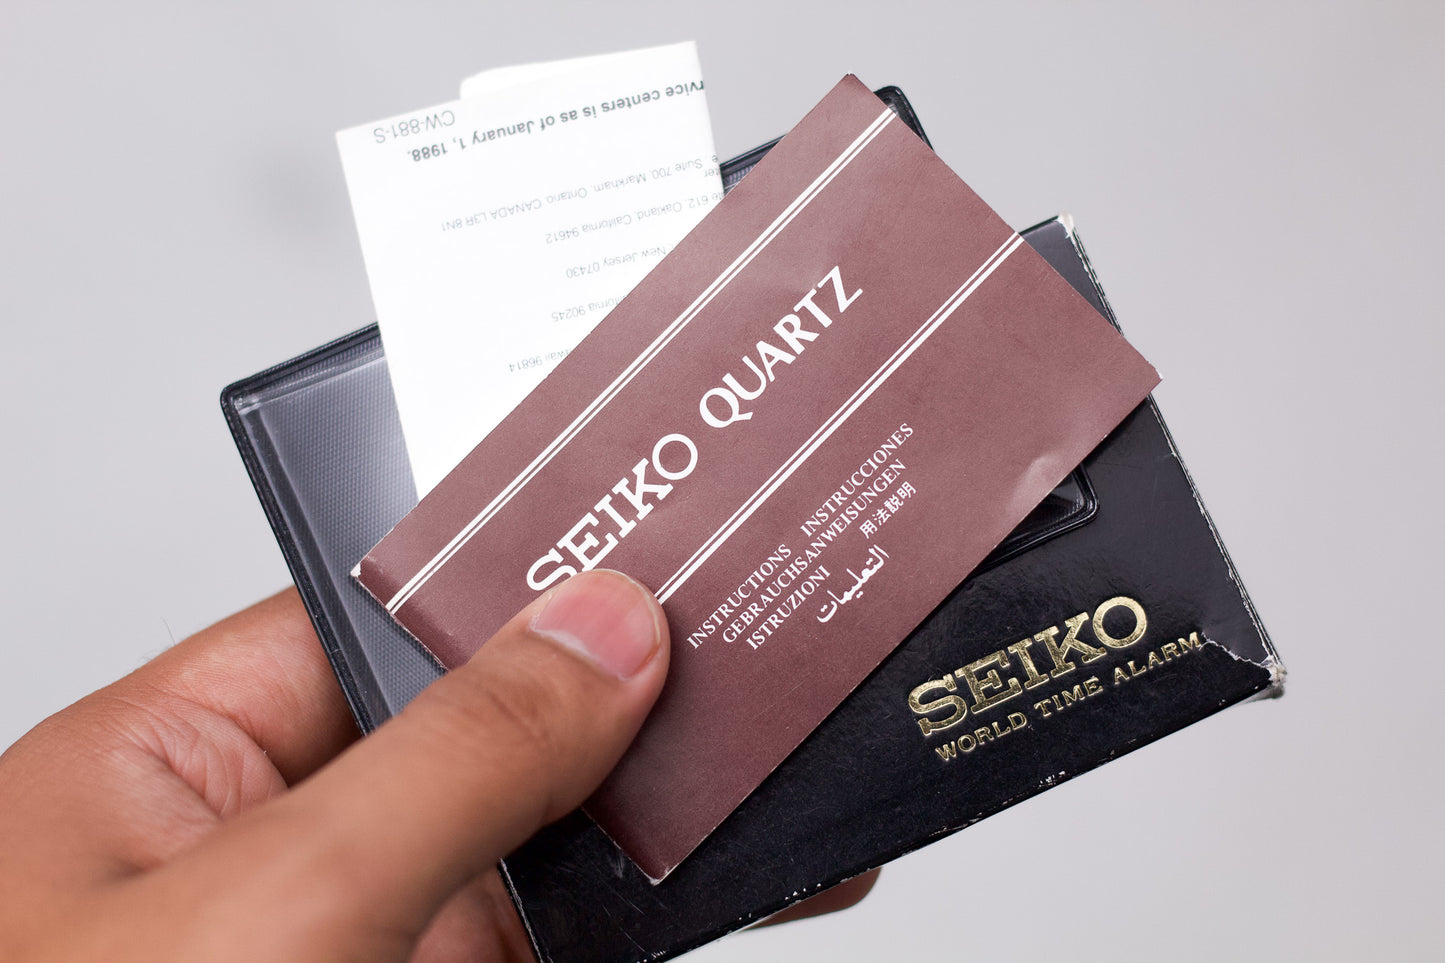 CW-881-S
rvice centers is as of January 1, 1988.
Suite 700, Markham, Ontario, CANADA L3R 8N1
612, Oakland, California 94612
New Jersey 07430
90245
96814
SEIKO QUARTZ
INSTRUCTIONS INSTRUCCIONES
GEBRAUCHSANWEISUNGEN
ISTRUZIONI 用法説明
التعليمات
SEIKO
WORLD TIME ALARM